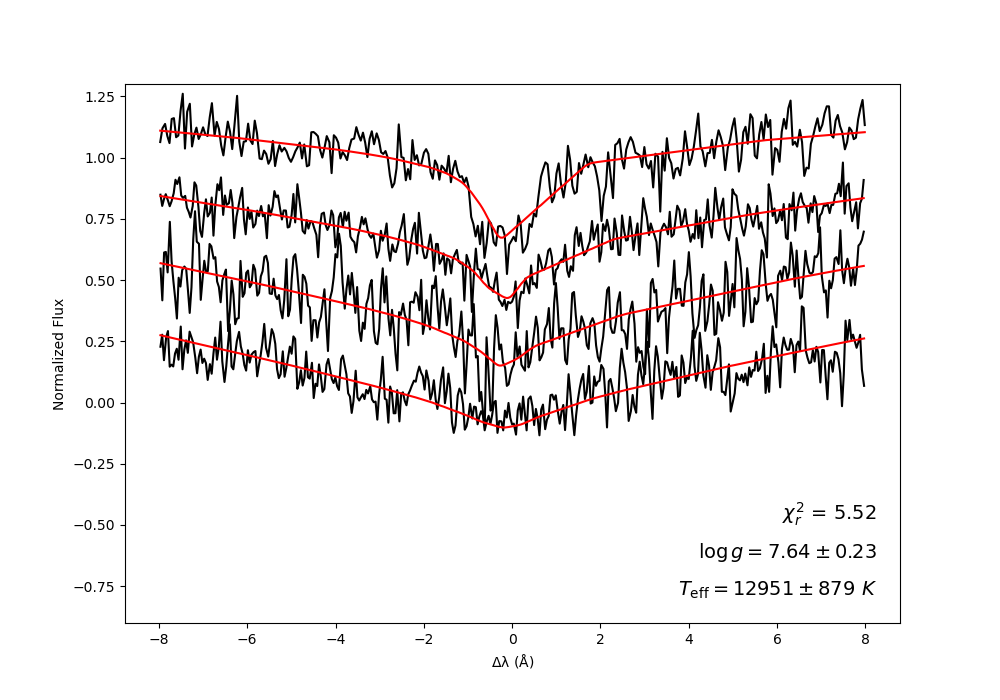 1.25
1.00
0.75
0.50
0.25
0.00
−0.25
−0.50
−0.75
Normalized Flux
χ²ᵣ = 5.52
log g = 7.64 ± 0.23
T_eff = 12951 ± 879 K
−8 −6 −4 −2 0 2 4 6 8
Δλ (Å)